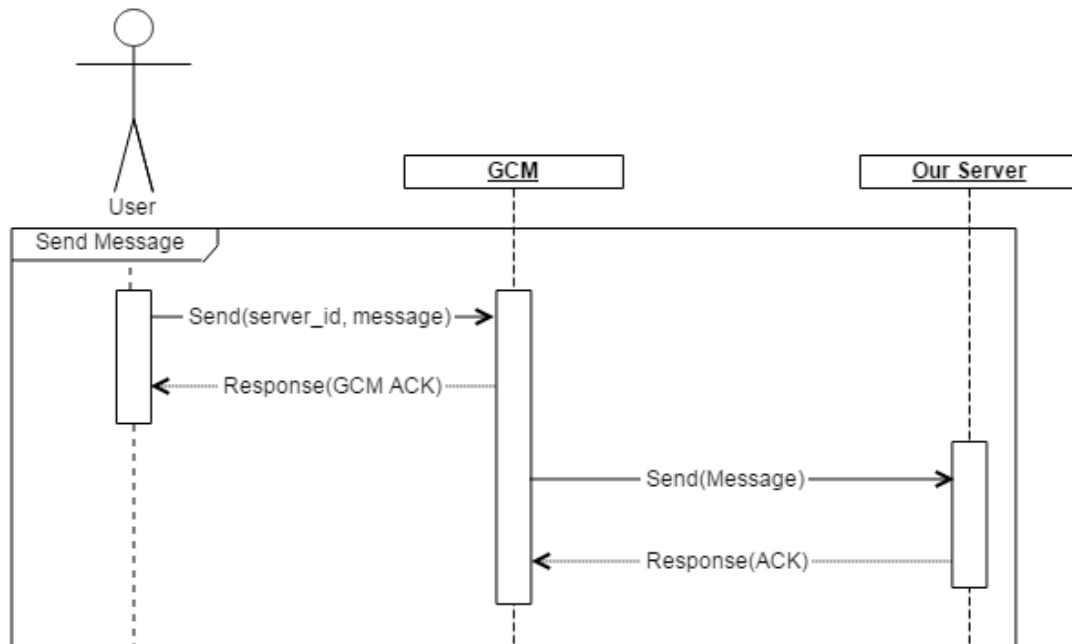 GCM
Our Server
User
Send Message
Send(server_id, message)
Response(GCM ACK)
Send(Message)
Response(ACK)